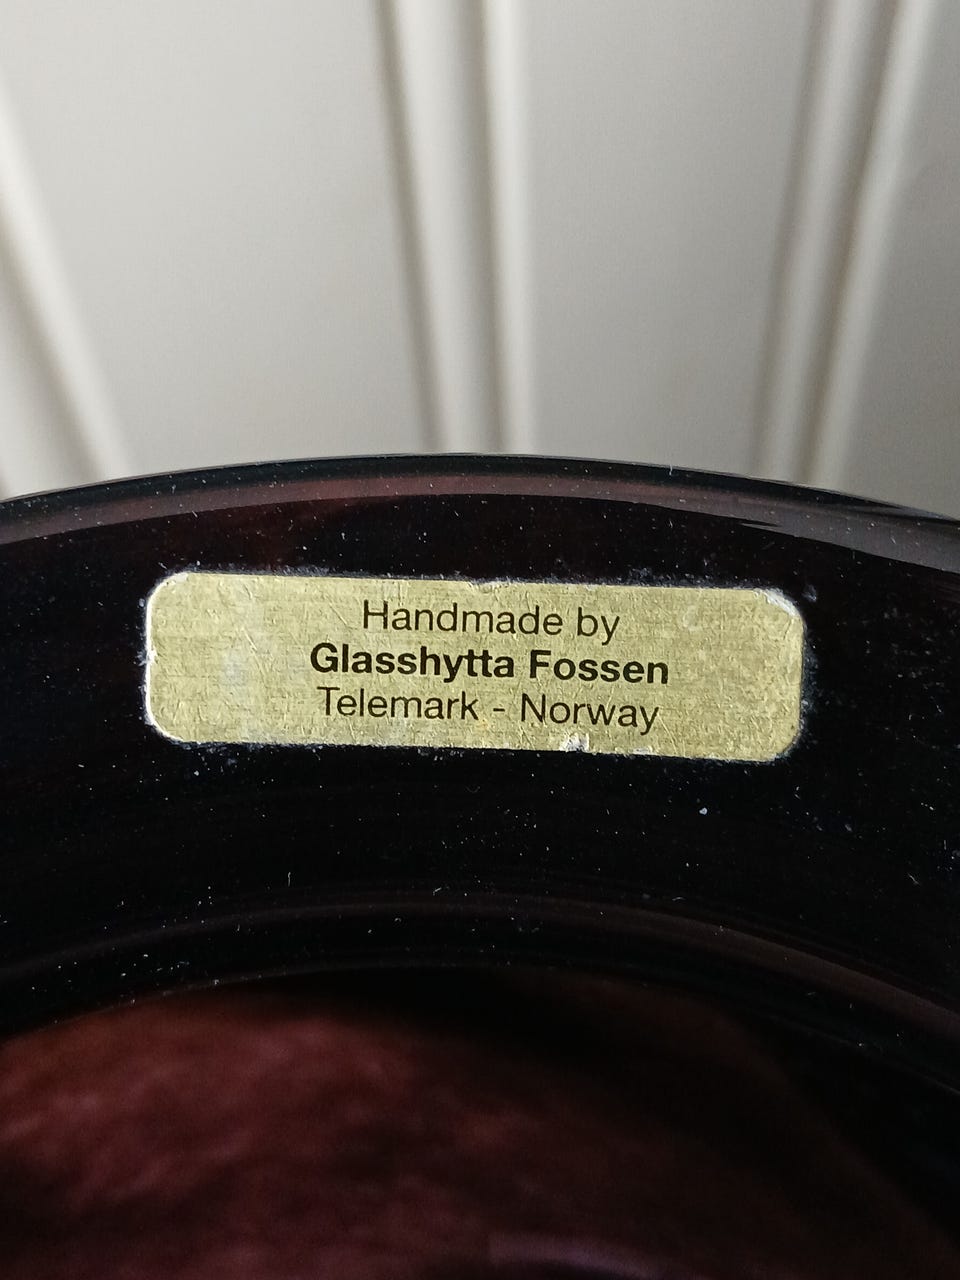 Handmade by
Glasshytta Fossen
Telemark - Norway